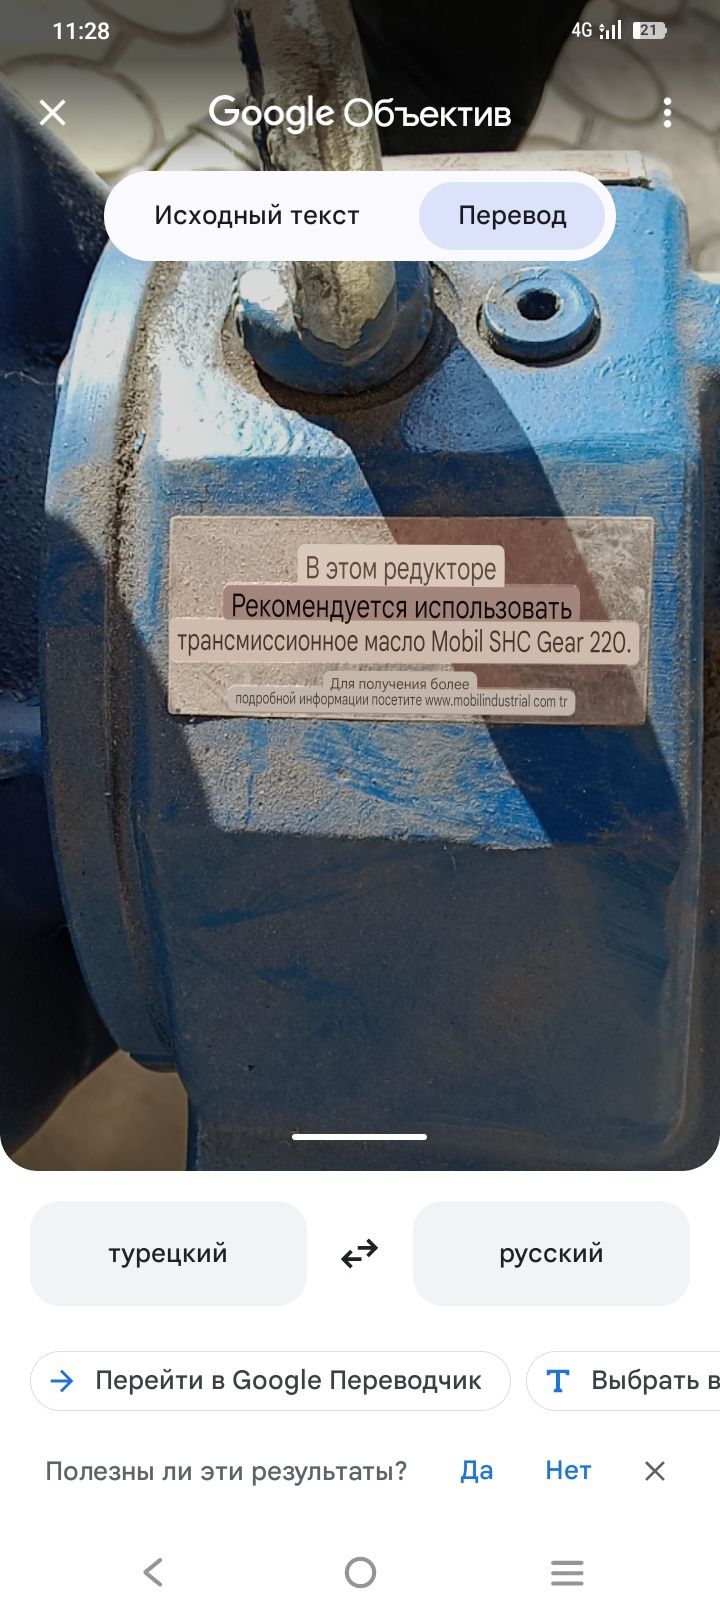 11:28
4G
21
Google Объектив
Исходный текст
Перевод
В этом редукторе
Рекомендуется использовать
трансмиссионное масло Mobil SHC Gear 220.
Для получения более
подробной информации посетите www.mobilindustrial com tr
турецкий
русский
Перейти в Google Переводчик
Выбрать в
Полезны ли эти результаты?
Да
Нет